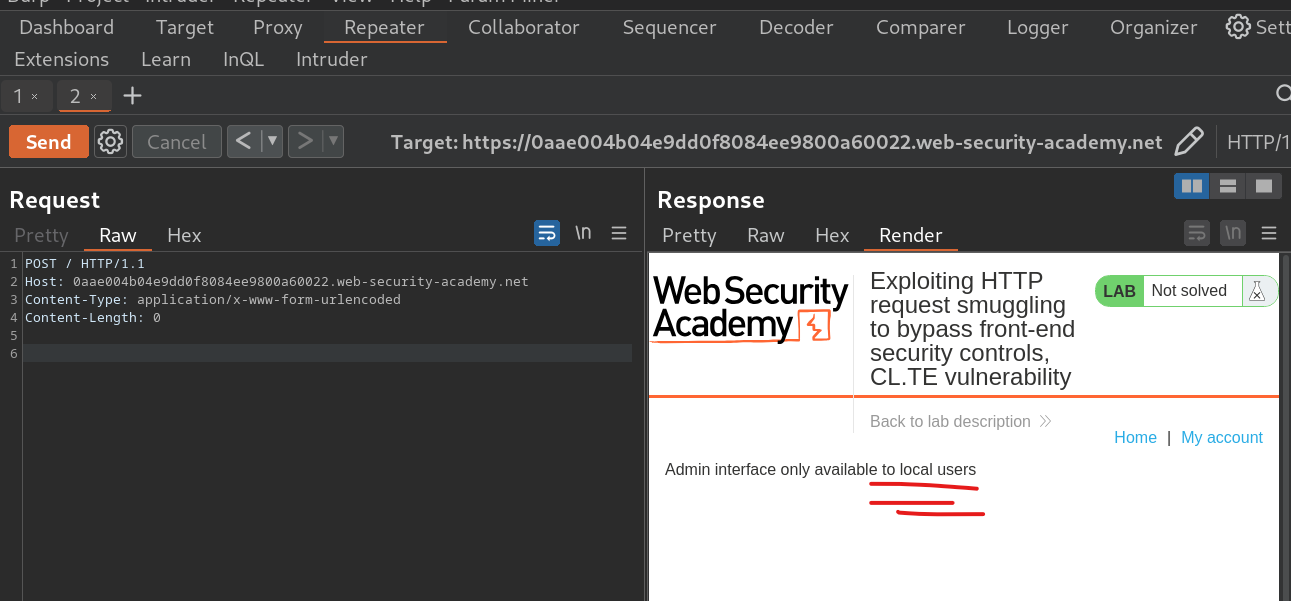 Dashboard Target Proxy Repeater Collaborator Sequencer Decoder Comparer Logger Organizer Sett
Extensions Learn InQL Intruder
1 × 2 × +
Send Cancel < > Target: https://0aae004b04e9dd0f8084ee9800a60022.web-security-academy.net HTTP/1
Request
Pretty Raw Hex \n
1 POST / HTTP/1.1
2 Host: 0aae004b04e9dd0f8084ee9800a60022.web-security-academy.net
3 Content-Type: application/x-www-form-urlencoded
4 Content-Length: 0
5
6
Response
Pretty Raw Hex Render \n
WebSecurity
Academy
Exploiting HTTP
request smuggling
to bypass front-end
security controls,
CL.TE vulnerability
LAB Not solved
Back to lab description
Home | My account
Admin interface only available to local users